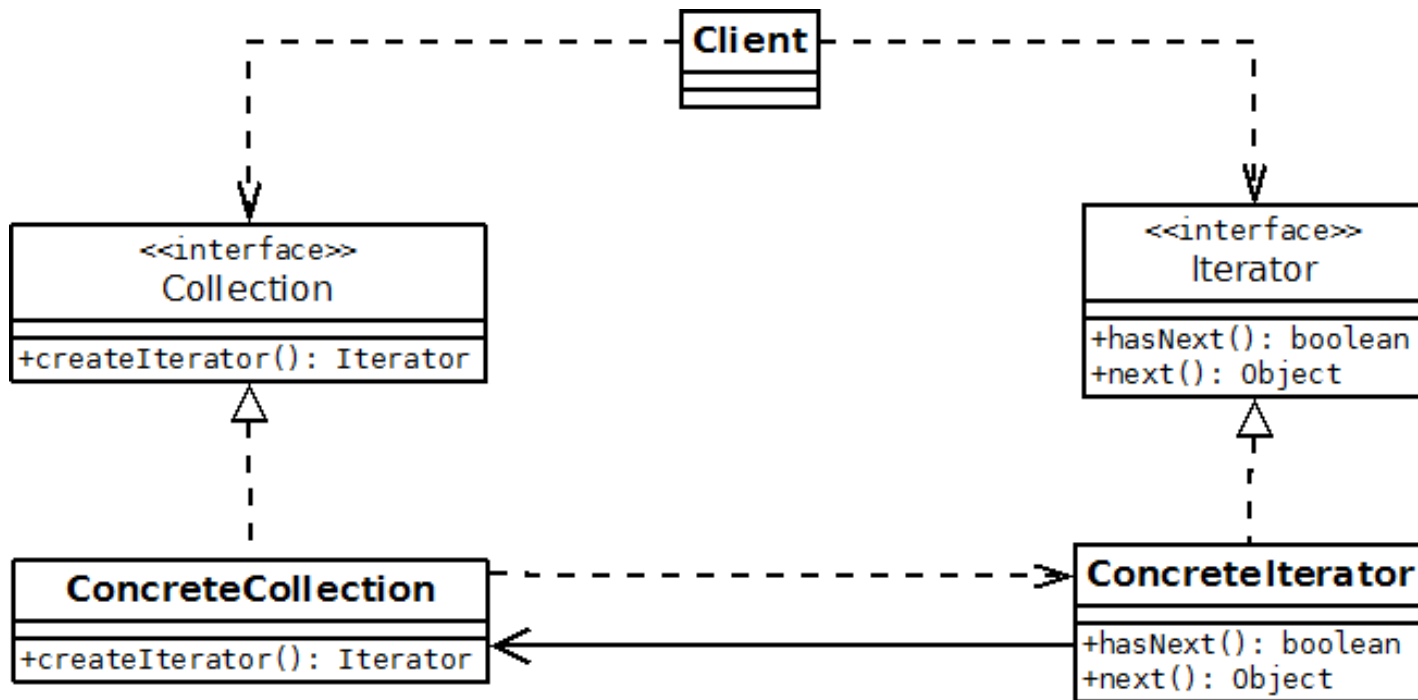 Client
<<interface>>
Collection
+createIterator(): Iterator
<<interface>>
Iterator
+hasNext(): boolean
+next(): Object
ConcreteCollection
+createIterator(): Iterator
ConcreteIterator
+hasNext(): boolean
+next(): Object